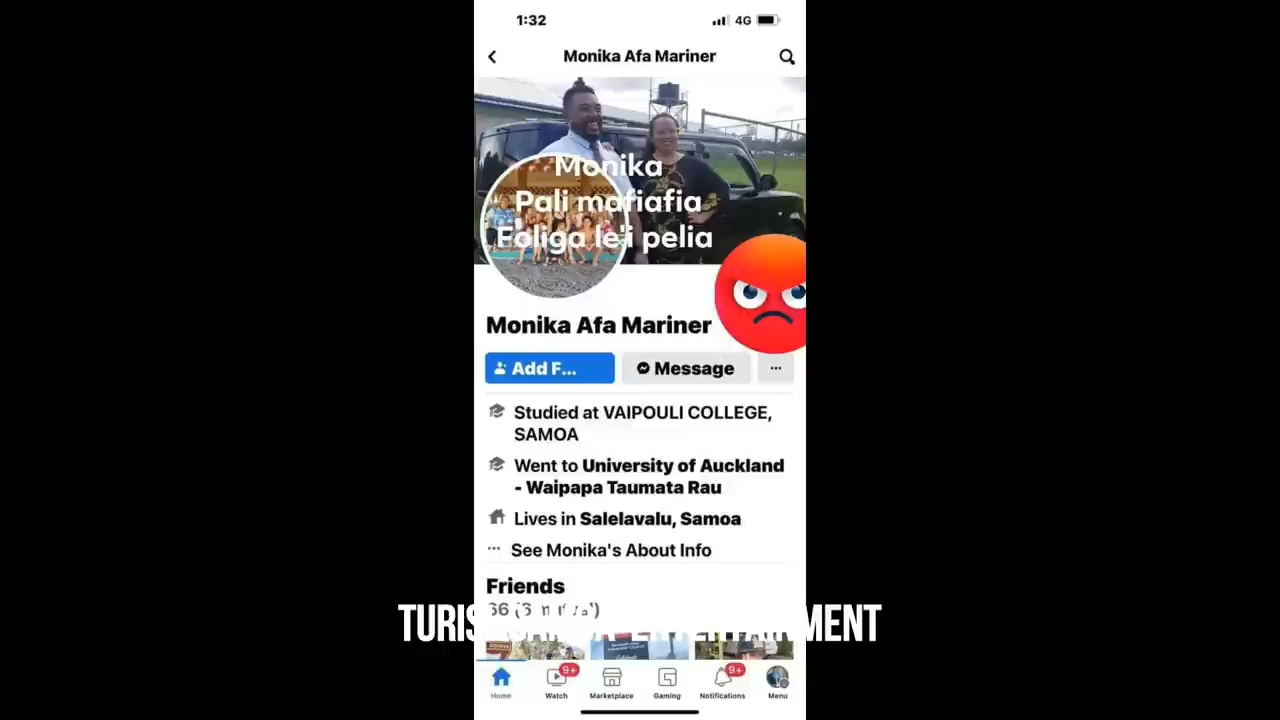 1:32
4G
Monika Afa Mariner
Monika
Pali mafiafia
Foliga le'i pelia
Monika Afa Mariner
Add F...
Message
Studied at VAIPOULI COLLEGE,
SAMOA
Went to University of Auckland
- Waipapa Taumata Rau
Lives in Salelavalu, Samoa
See Monika's About Info
Friends
9+
9+
Home
Watch
Marketplace
Gaming
Notifications
Menu